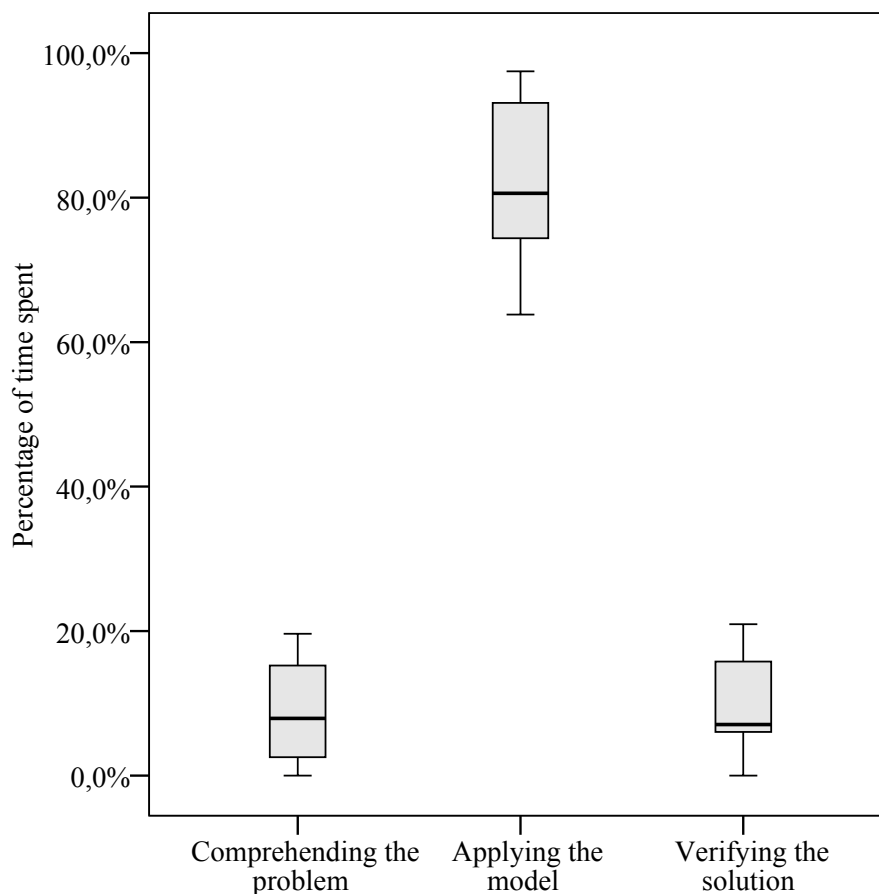 Percentage of time spent
100,0%
80,0%
60,0%
40,0%
20,0%
0,0%
Comprehending the
problem
Applying the
model
Verifying the
solution